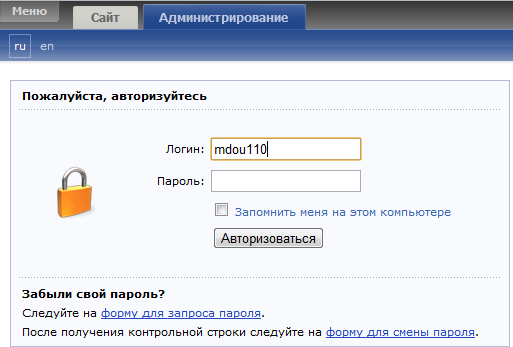 Меню Сайт Администрирование
ru en
Пожалуйста, авторизуйтесь
Логин: mdou110
Пароль:
Запомнить меня на этом компьютере
Авторизоваться
Забыли свой пароль?
Следуйте на форму для запроса пароля.
После получения контрольной строки следуйте на форму для смены пароля.